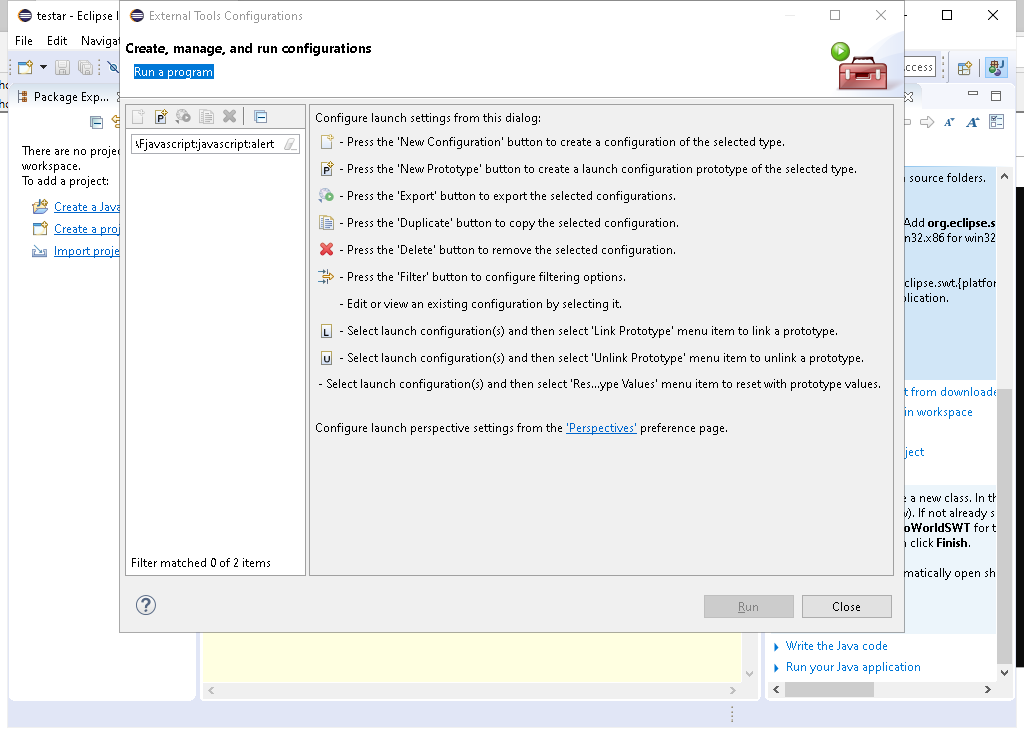 testar - Eclipse
External Tools Configurations
File Edit
Create, manage, and run configurations
Run a program
Package Exp...
\Fjavascript:javascript:alert
Configure launch settings from this dialog:
- Press the 'New Configuration' button to create a configuration of the selected type.
- Press the 'New Prototype' button to create a launch configuration prototype of the selected type.
- Press the 'Export' button to export the selected configurations.
- Press the 'Duplicate' button to copy the selected configuration.
- Press the 'Delete' button to remove the selected configuration.
- Press the 'Filter' button to configure filtering options.
- Edit or view an existing configuration by selecting it.
L - Select launch configuration(s) and then select 'Link Prototype' menu item to link a prototype.
U - Select launch configuration(s) and then select 'Unlink Prototype' menu item to unlink a prototype.
- Select launch configuration(s) and then select 'Res...ype Values' menu item to reset with prototype values.
Configure launch perspective settings from the 'Perspectives' preference page.
Filter matched 0 of 2 items
Run
Close
There are no
workspace.
To add a project:
Create a Java
Create a
Import
source folders.
Add org.eclipse.s
n32.x86 for win32
clipse.swt.{platfor
lication.
t from downloade
in workspace
ject
e a new class. In th
v). If not already s
oWorldSWT for t
click Finish.
matically open sh
Write the Java code
Run your Java application